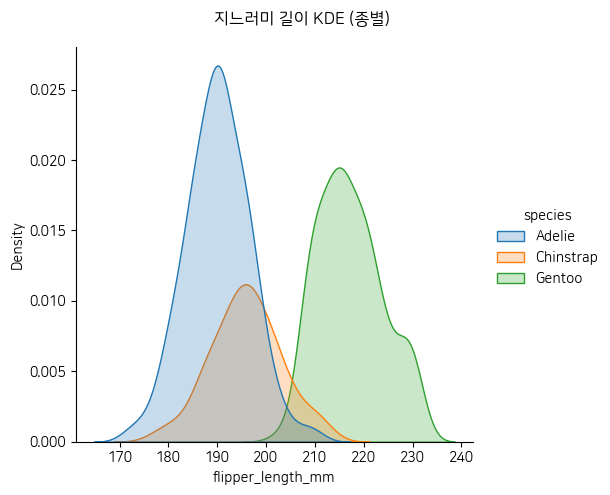 지느러미 길이 KDE (종별)
0.025
0.020
0.015
0.010
0.005
0.000
Density
170 180 190 200 210 220 230 240
flipper_length_mm
species
Adelie
Chinstrap
Gentoo